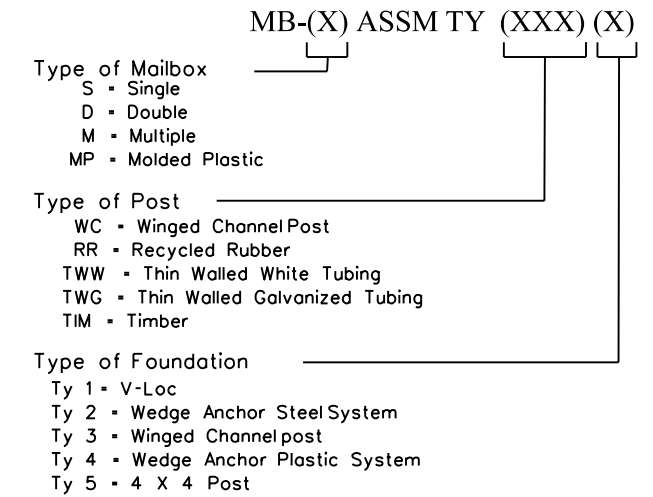 MB-(X) ASSM TY (XXX) (X)
Type of Mailbox
S - Single
D - Double
M - Multiple
MP - Molded Plastic
Type of Post
WC - Winged Channel Post
RR - Recycled Rubber
TWW - Thin Walled White Tubing
TWG - Thin Walled Galvanized Tubing
TIM - Timber
Type of Foundation
Ty 1 - V-Loc
Ty 2 - Wedge Anchor Steel System
Ty 3 - Winged Channel post
Ty 4 - Wedge Anchor Plastic System
Ty 5 - 4 X 4 Post